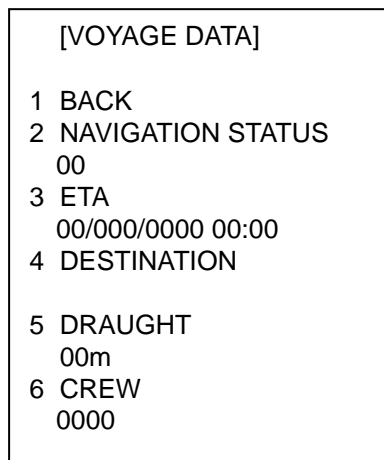 [VOYAGE DATA]
1 BACK
2 NAVIGATION STATUS
00
3 ETA
00/000/0000 00:00
4 DESTINATION
5 DRAUGHT
00m
6 CREW
0000